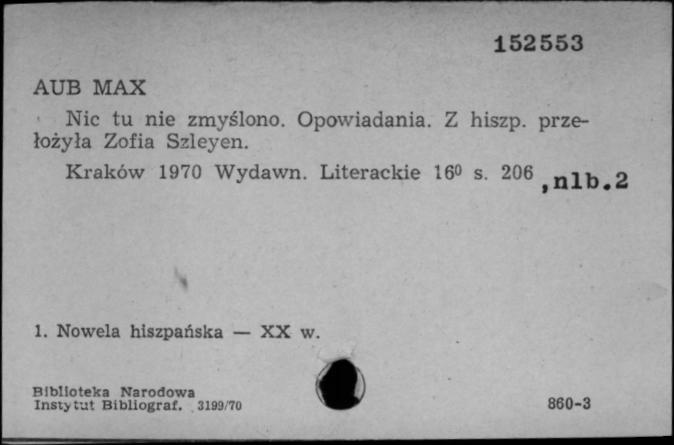 152553
AUB MAX
Nic tu nie zmyślono. Opowiadania. Z hiszp. prze-
łożyła Zofia Szleyen.
Kraków 1970 Wydawn. Literackie 16⁰ s. 206 , nlb.2
1. Nowela hiszpańska — XX w.
Biblioteka Narodowa
Instytut Bibliograf. 3199/70
860-3